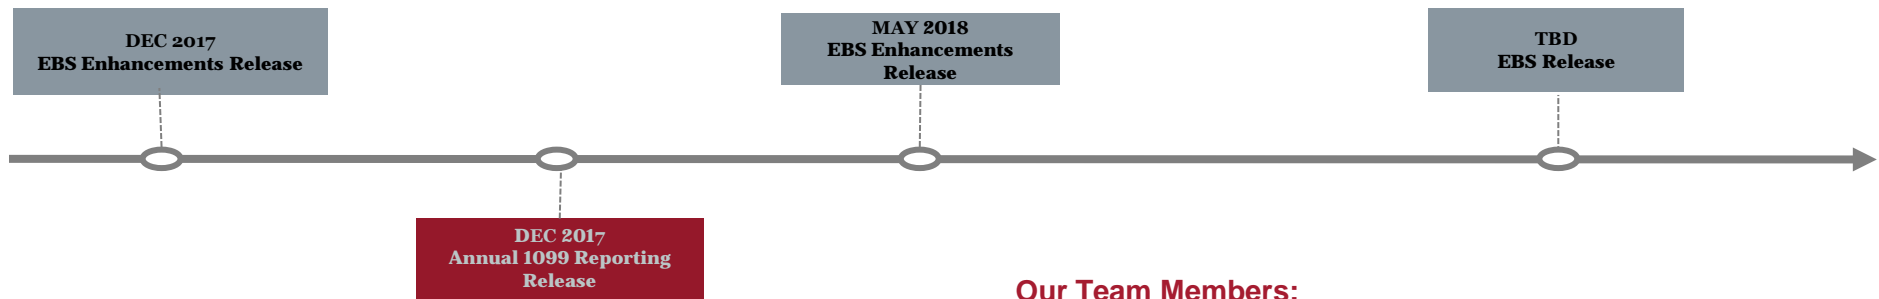 DEC 2017
EBS Enhancements Release
MAY 2018
EBS Enhancements
Release
TBD
EBS Release
DEC 2017
Annual 1099 Reporting
Release
Our Team Members: